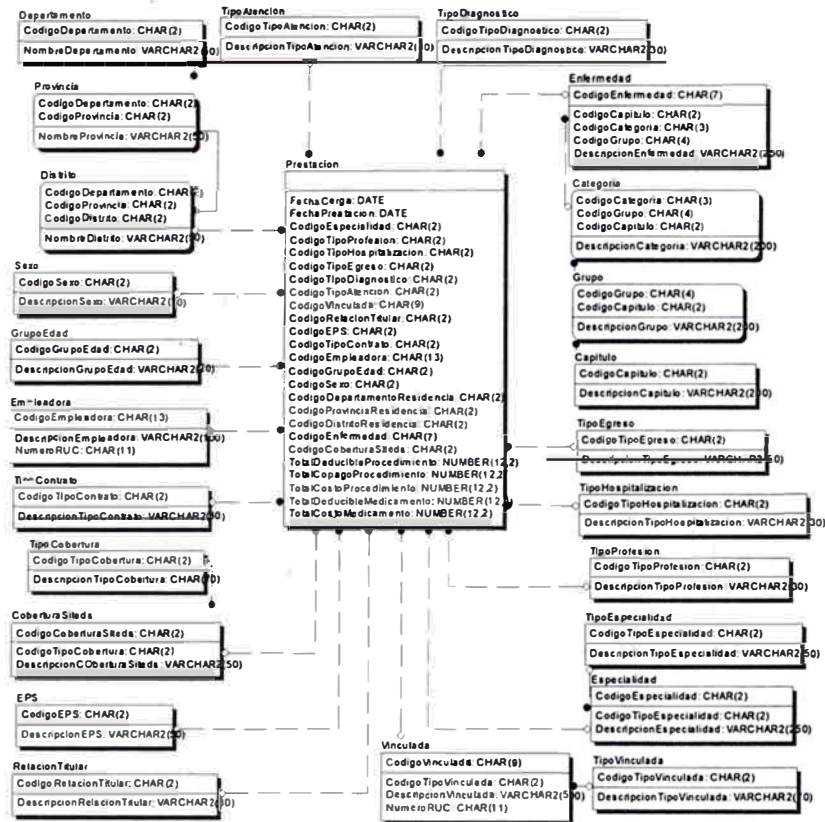 Departamento
CodigoDepartamento: CHAR(2)
NombreDepartamento: VARCHAR2(50)
TipoAtencion
CodigoTipoAtencion: CHAR(2)
DescripcionTipoAtencion: VARCHAR2(
TipoDiagnostico
CodigoTipoDiagnostico: CHAR(2)
DescripcionTipoDiagnostico: VARCHAR2(30)
Provincia
CodigoDepartamento: CHAR(2)
CodigoProvincia: CHAR(2)
NombreProvincia: VARCHAR2(50)
Distrito
CodigoDepartamento: CHAR(
CodigoProvincia: CHAR(2)
CodigoDistrito: CHAR(2)
NombreDistrito: VARCHAR2(50)
Sexo
CodigoSexo: CHAR(2)
DescripcionSexo: VARCHAR2(
GrupoEdad
CodigoGrupoEdad: CHAR(2)
DescripcionGrupoEdad: VARCHAR2(20)
Empleadora
CodigoEmpleadora: CHAR(13)
DescripcionEmpleadora: VARCHAR2(100)
NumeroRUC: CHAR(11)
CodigoTipoContrato: CHAR(2)
DescripcionTipoContrato: VARCHAR2(
TipoCobertura
CodigoTipoCobertura: CHAR(2)
DescripcionTipoCobertura: CHAR(70)
CoberturaSiteds
CodigoCoberturaSiteds: CHAR(2)
CodigoTipoCobertura: CHAR(2)
DescripcionCOberturaSiteds: VARCHAR2(50)
EPS
CodigoEPS: CHAR(2)
DescripcionEPS: VARCHAR2(
RelacionTitular
CodigoRelacionTitular: CHAR(2)
DescripcionRelacionTitular: VARCHAR2(
Prestacion
FechaCarga: DATE
FechaPrestacion: DATE
CodigoEspecialidad: CHAR(2)
CodigoTipoProfesion: CHAR(2)
CodigoTipoHospitalizacion: CHAR(2)
CodigoTipoEgreso: CHAR(2)
CodigoTipoDiagnostico: CHAR(2)
CodigoTipoAtencion: CHAR(2)
CodigoVinculada: CHAR(9)
CodigoRelacionTitular: CHAR(2)
CodigoEPS: CHAR(2)
CodigoTipoContrato: CHAR(2)
CodigoEmpleadora: CHAR(13)
CodigoGrupoEdad: CHAR(2)
CodigoSexo: CHAR(2)
CodigoDepartamentoResidencia: CHAR(2)
CodigoProvinciaResidencia: CHAR(2)
CodigoDistritoResidencia: CHAR(2)
CodigoEnfermedad: CHAR(7)
CodigoCoberturaSiteds: CHAR(2)
TotalDeducibleProcedimiento: NUMBER(12,2)
TotalCopagoProcedimiento: NUMBER(12,2)
TotalCostoProcedimiento: NUMBER(12,2)
TotalDeducibleMedicamento: NUMBER(12,2)
TotalCostoMedicamento: NUMBER(12,2)
Vinculada
CodigoVinculada: CHAR(9)
CodigoTipoVinculada: CHAR(2)
DescripcionVinculada: VARCHAR2(500)
NumeroRUC: CHAR(11)
Enfermedad
CodigoEnfermedad: CHAR(7)
CodigoCapitulo: CHAR(2)
CodigoCategoria: CHAR(3)
CodigoGrupo: CHAR(4)
DescripcionEnfermedad: VARCHAR2(250)
Categoria
CodigoCategoria: CHAR(3)
CodigoGrupo: CHAR(4)
CodigoCapitulo: CHAR(2)
DescripcionCategoria: VARCHAR2(200)
Grupo
CodigoGrupo: CHAR(4)
CodigoCapitulo: CHAR(2)
DescripcionGrupo: VARCHAR2(200)
Capitulo
CodigoCapitulo: CHAR(2)
DescripcionCapitulo: VARCHAR2(200)
TipoEgreso
CodigoTipoEgreso: CHAR(2)
DescripcionTipoEgreso: VARCHAR2(50)
TipoHospitalizacion
CodigoTipoHospitalizacion: CHAR(2)
DescripcionTipoHospitalizacion: VARCHAR2(30)
TipoProfesion
CodigoTipoProfesion: CHAR(2)
DescripcionTipoProfesion: VARCHAR2(30)
TipoEspecialidad
CodigoTipoEspecialidad: CHAR(2)
DescripcionTipoEspecialidad: VARCHAR2(50)
Especialidad
CodigoEspecialidad: CHAR(2)
CodigoTipoEspecialidad: CHAR(2)
DescripcionEspecialidad: VARCHAR2(250)
TipoVinculada
CodigoTipoVinculada: CHAR(2)
DescripcionTipoVinculada: VARCHAR2(70)